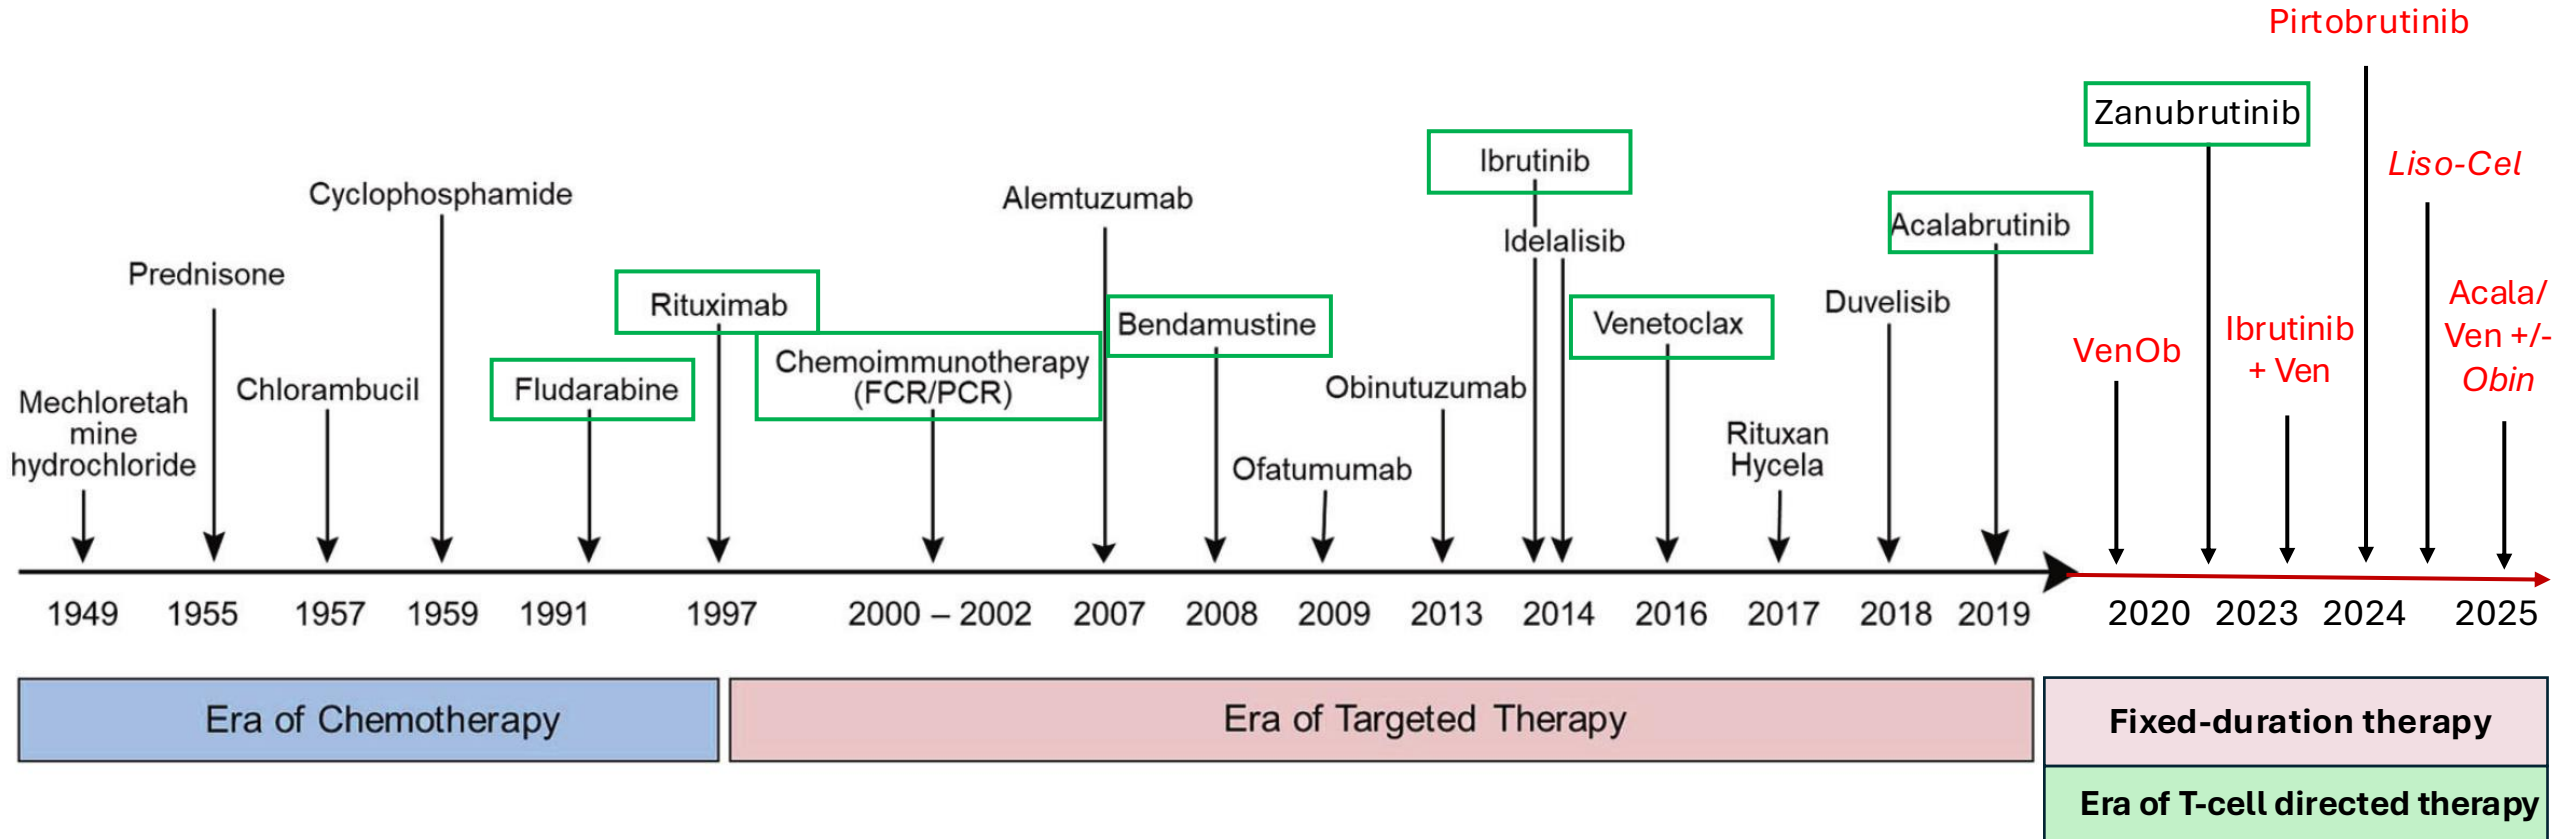 Pirtobrutinib
Zanubrutinib
Ibrutinib
Liso-Cel
Cyclophosphamide
Alemtuzumab
Acalabrutinib
Idelalisib
Prednisone
Rituximab
Bendamustine
Venetoclax
Duvelisib
Acala/
Ven +/-
Obin
Ibrutinib
+ Ven
VenOb
Chemoimmunotherapy
(FCR/PCR)
Chlorambucil
Fludarabine
Obinutuzumab
Mechloretah
mine
hydrochloride
Ofatumumab
Rituxan
Hycela
1949 1955 1957 1959 1991 1997 2000 – 2002 2007 2008 2009 2013 2014 2016 2017 2018 2019 2020 2023 2024 2025
Era of Chemotherapy
Era of Targeted Therapy
Fixed-duration therapy
Era of T-cell directed therapy